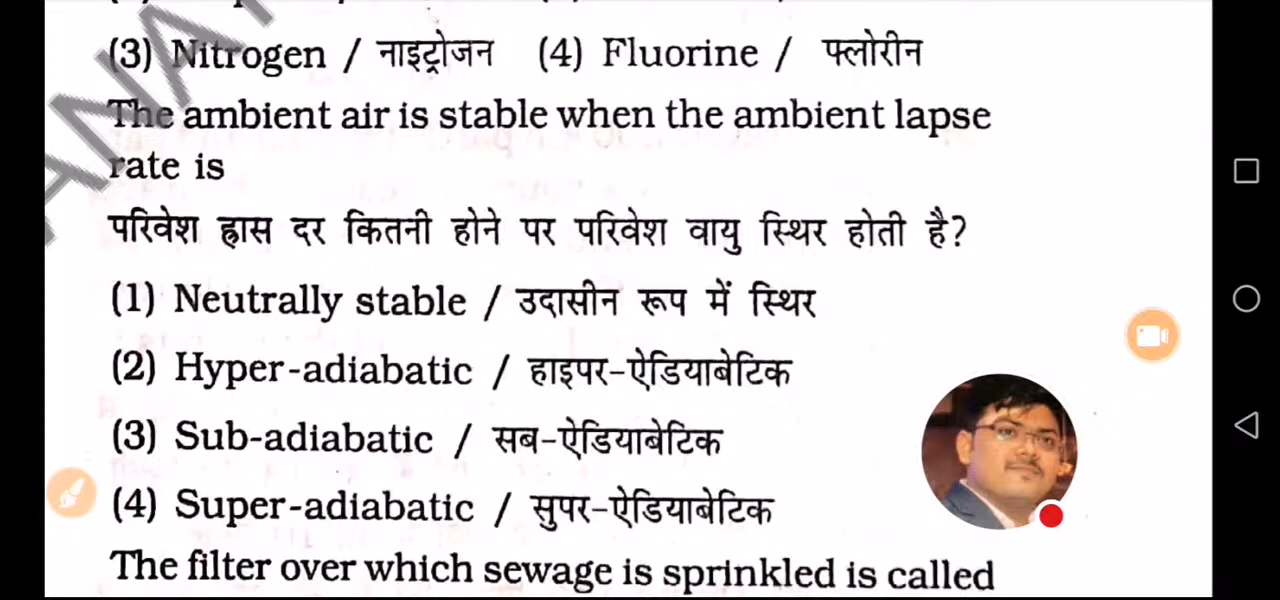 (3) Nitrogen / नाइट्रोजन (4) Fluorine / फ्लोरीन
The ambient air is stable when the ambient lapse
rate is
परिवेश ह्रास दर कितनी होने पर परिवेश वायु स्थिर होती है?
(1) Neutrally stable / उदासीन रूप में स्थिर
(2) Hyper-adiabatic / हाइपर-ऐडियाबेटिक
(3) Sub-adiabatic / सब-ऐडियाबेटिक
(4) Super-adiabatic / सुपर-ऐडियाबेटिक
The filter over which sewage is sprinkled is called